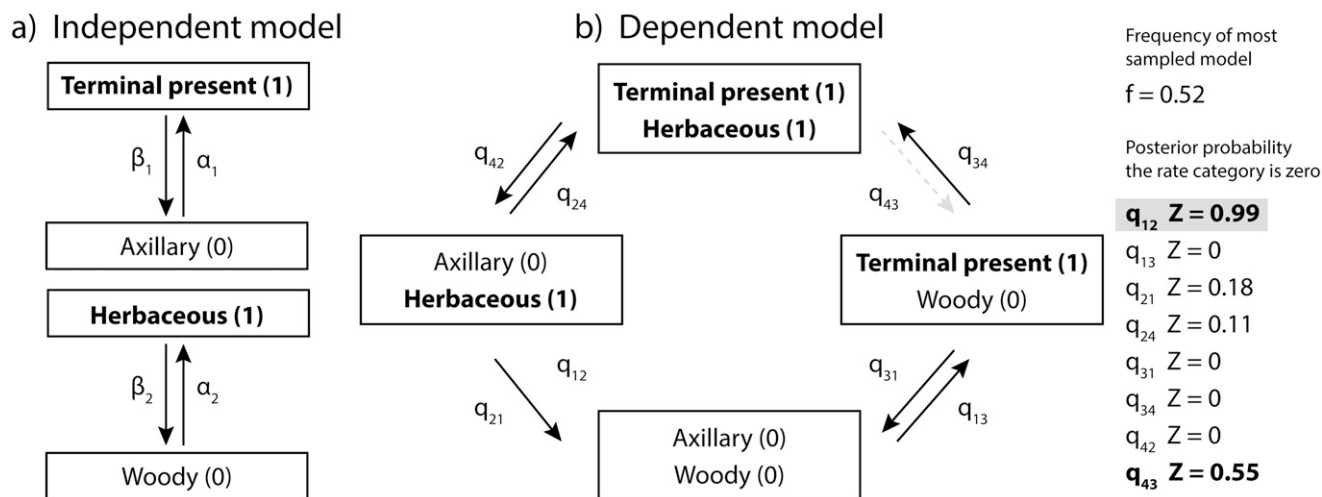 a) Independent model
Terminal present (1)
β1 α1
Axillary (0)
Herbaceous (1)
β2 α2
Woody (0)
b) Dependent model
Terminal present (1)
Herbaceous (1)
q42
q24
q34
q43
Axillary (0)
Herbaceous (1)
Terminal present (1)
Woody (0)
q12
q21
q31
q13
Axillary (0)
Woody (0)
Frequency of most
sampled model
f = 0.52
Posterior probability
the rate category is zero
q12 Z = 0.99
q13 Z = 0
q21 Z = 0.18
q24 Z = 0.11
q31 Z = 0
q34 Z = 0
q42 Z = 0
q43 Z = 0.55